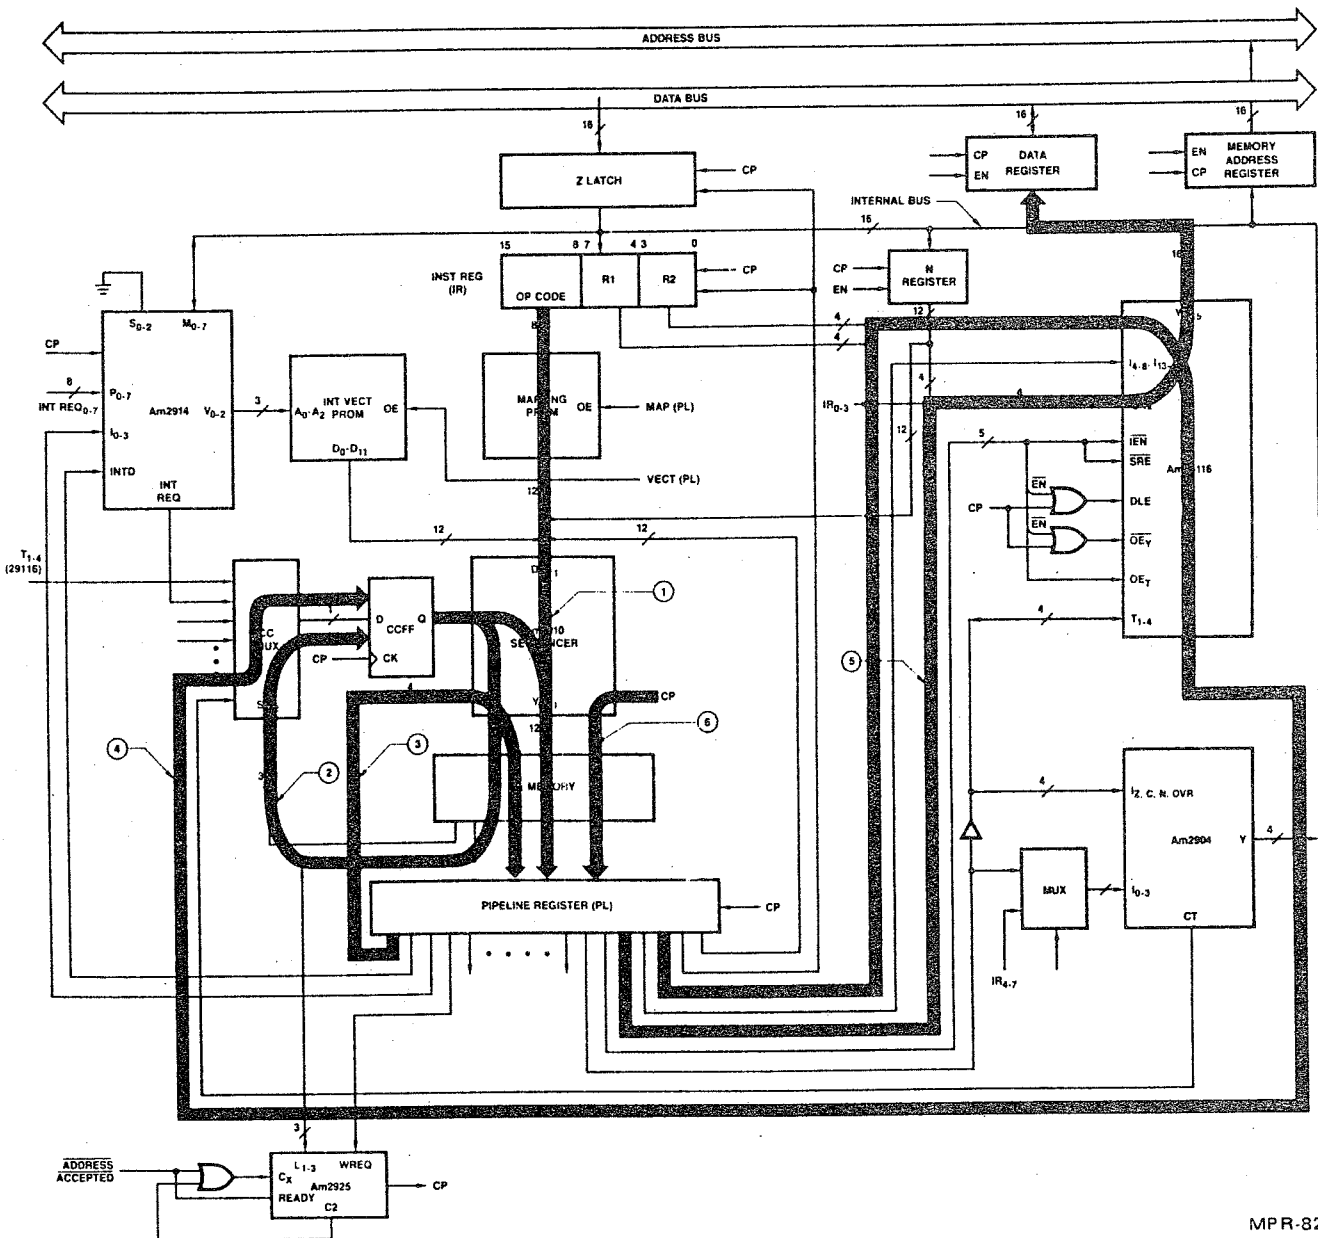 ADDRESS BUS
DATA BUS
16
16
16
Z LATCH
CP
CP
EN
DATA
REGISTER
EN
CP
MEMORY
ADDRESS
REGISTER
INTERNAL BUS
16
16
15
8 7
4 3
0
INST REG
(IR)
OP CODE
R1
R2
CP
CP
EN
N
REGISTER
12
8
4
4
S0-2
M0-7
CP
8
INT REQ0-7
P0-7
Am2914
V0-2
3
I0-3
INTD
INT
REQ
A0-A2
INT VECT
PROM
OE
D0-D11
OE
MAP (PL)
VECT (PL)
12
12
12
12
4
4
IR0-3
I4-8, I13-
5
IEN
SRE
EN
CP
EN
DLE
OEY
OET
4
T1-4
T1-4
(29116)
D
Q
CCFF
CP
CK
4
1
5
CP
12
6
4
3
2
3
PIPELINE REGISTER (PL)
CP
4
IZ, C, N, OVR
Am2904
Y
4
MUX
I0-3
CT
IR4-7
3
ADDRESS
ACCEPTED
CX
L1-3
WREQ
Am2925
READY
C2
CP
MPR-82